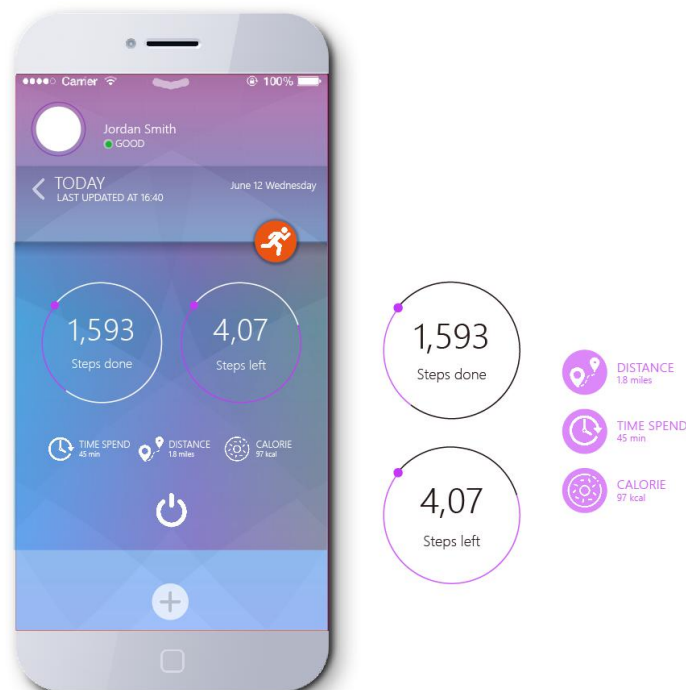 Carrier 100%
Jordan Smith
GOOD
TODAY
June 12 Wednesday
LAST UPDATED AT 16:40
1,593
Steps done
4,07
Steps left
TIME SPEND
45 min
DISTANCE
1.8 miles
CALORIE
97 kcal
1,593
Steps done
4,07
Steps left
DISTANCE
1.8 miles
TIME SPEND
45 min
CALORIE
97 kcal